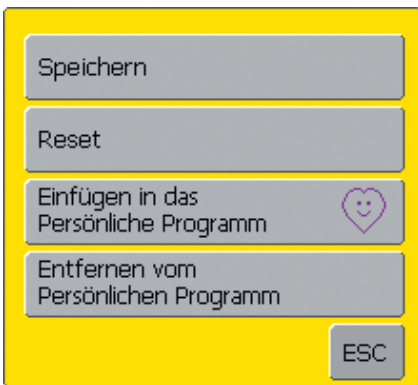 Speichern
Reset
Einfügen in das
Persönliche Programm
Entfernen vom
Persönlichen Programm
ESC